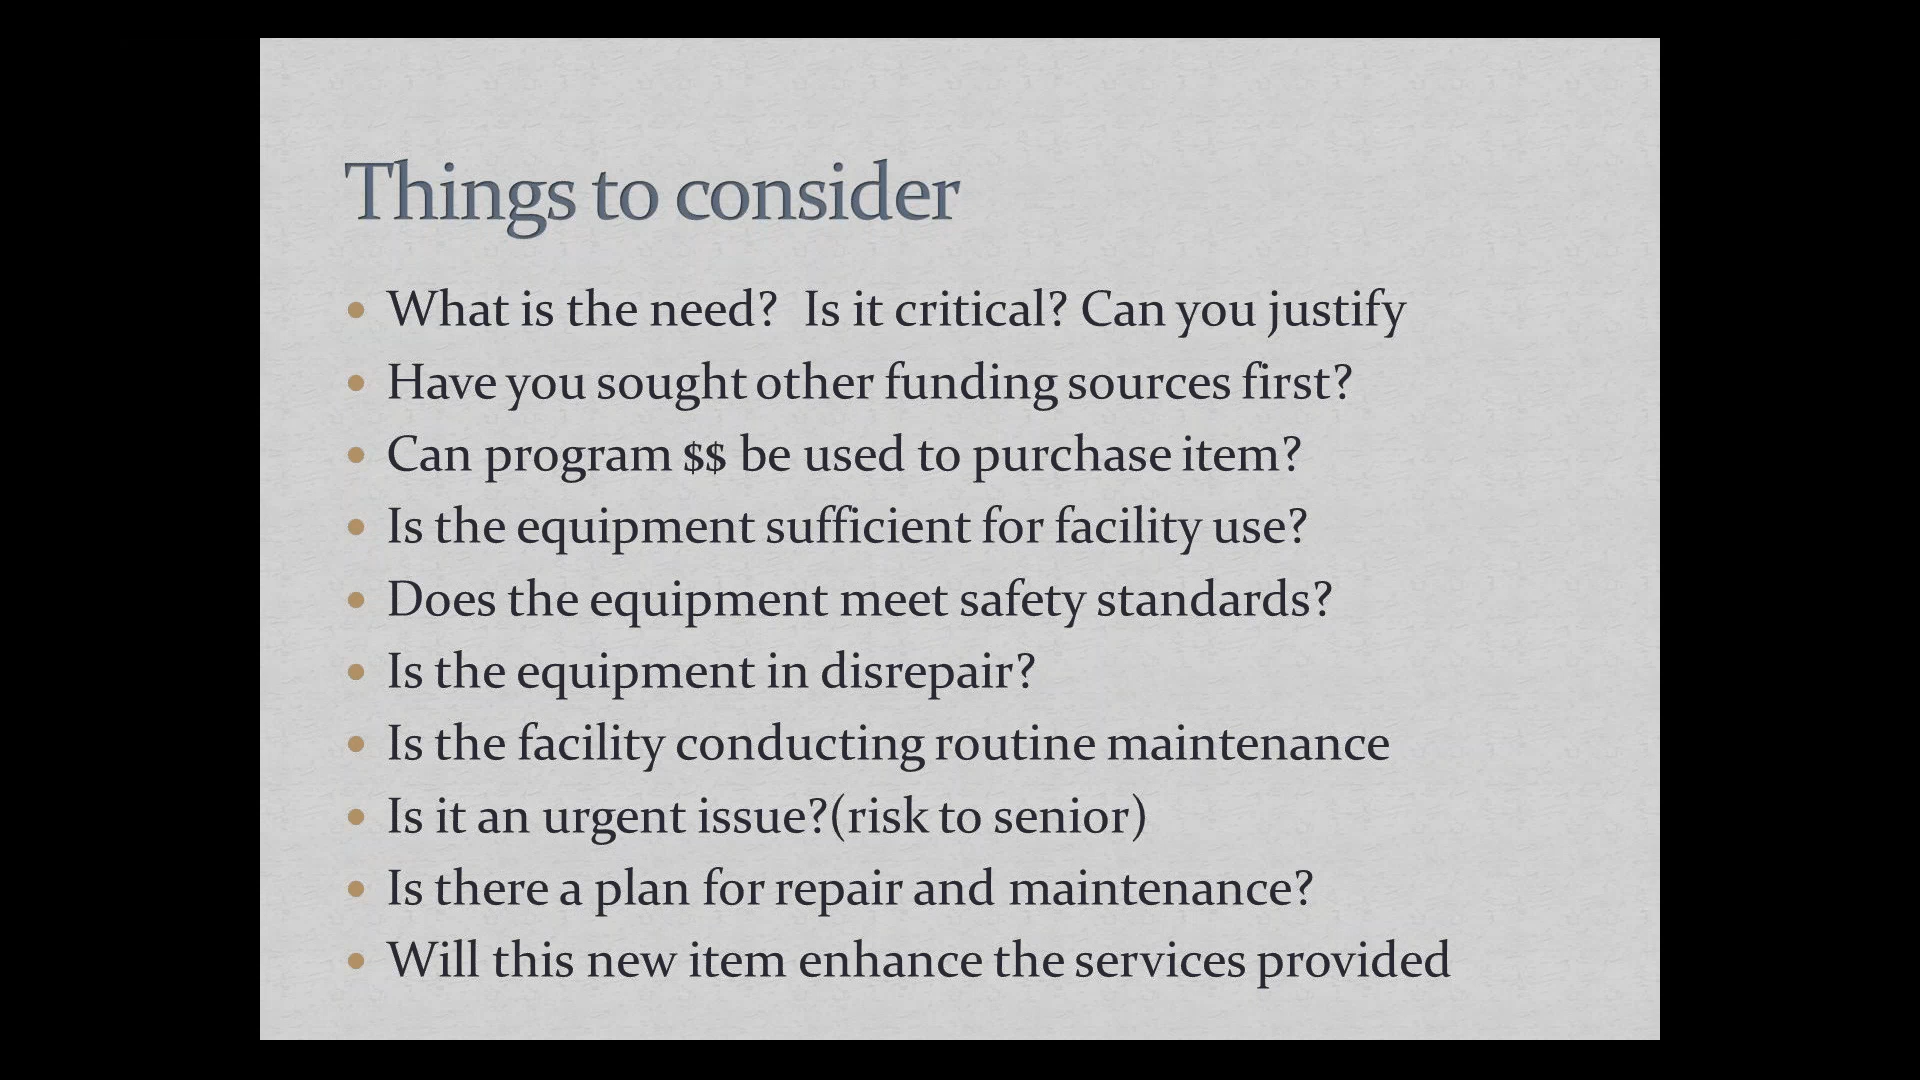 Things to consider
• What is the need?  Is it critical? Can you justify
• Have you sought other funding sources first?
• Can program $$ be used to purchase item?
• Is the equipment sufficient for facility use?
• Does the equipment meet safety standards?
• Is the equipment in disrepair?
• Is the facility conducting routine maintenance
• Is it an urgent issue?(risk to senior)
• Is there a plan for repair and maintenance?
• Will this new item enhance the services provided